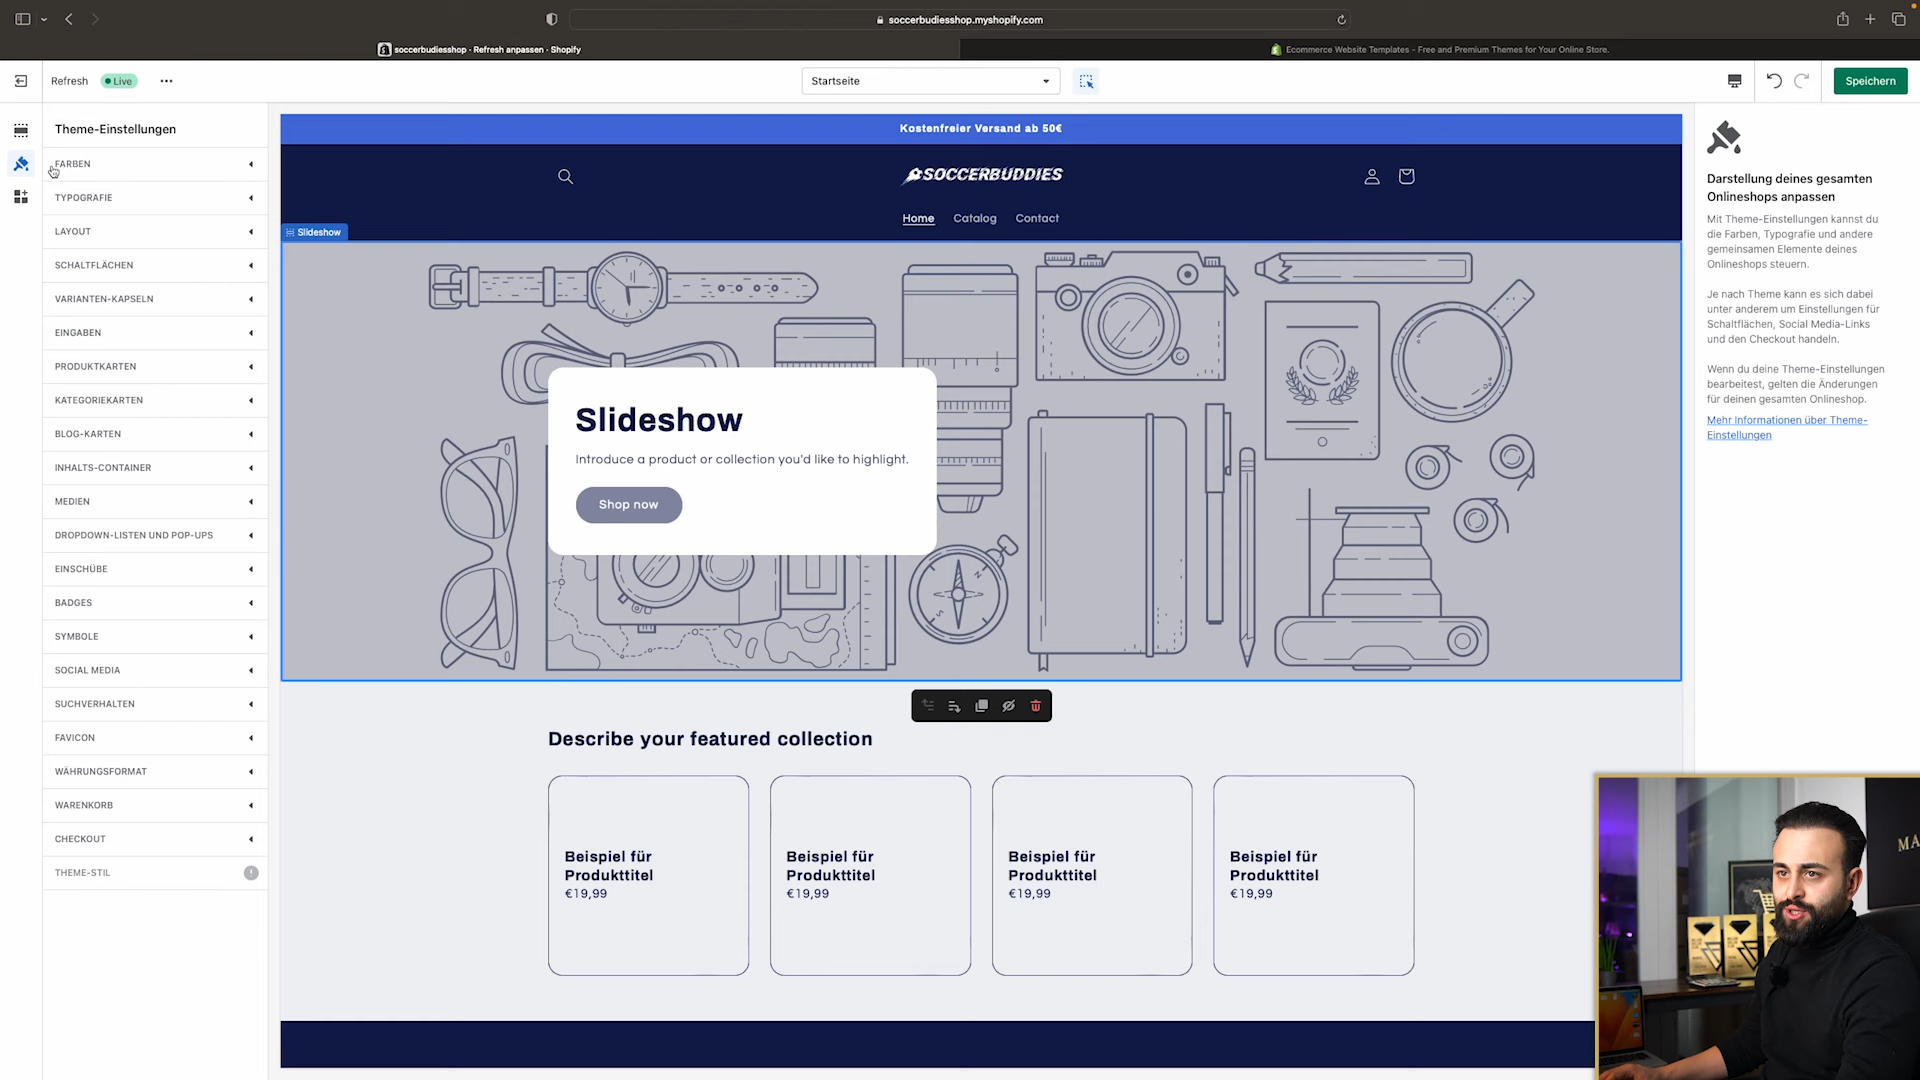 soccerbudiesshop.myshopify.com
soccerbudiesshop · Refresh anpassen · Shopify
Ecommerce Website Templates - Free and Premium Themes for Your Online Store.
Refresh
Live
Startseite
Speichern
Theme-Einstellungen
FARBEN
TYPOGRAFIE
LAYOUT
SCHALTFLÄCHEN
VARIANTEN-KAPSELN
EINGABEN
PRODUKTKARTEN
KATEGORIEKARTEN
BLOG-KARTEN
INHALTS-CONTAINER
MEDIEN
DROPDOWN-LISTEN UND POP-UPS
EINSCHÜBE
BADGES
SYMBOLE
SOCIAL MEDIA
SUCHVERHALTEN
FAVICON
WÄHRUNGSFORMAT
WARENKORB
CHECKOUT
THEME-STIL
Kostenfreier Versand ab 50€
SOCCERBUDDIES
Home
Catalog
Contact
Slideshow
Slideshow
Introduce a product or collection you'd like to highlight.
Shop now
Describe your featured collection
Beispiel für
Produkttitel
€19,99
Beispiel für
Produkttitel
€19,99
Beispiel für
Produkttitel
€19,99
Beispiel für
Produkttitel
€19,99
Darstellung deines gesamten
Onlineshops anpassen
Mit Theme-Einstellungen kannst du
die Farben, Typografie und andere
gemeinsamen Elemente deines
Onlineshops steuern.
Je nach Theme kann es sich dabei
unter anderem um Einstellungen für
Schaltflächen, Social Media-Links
und den Checkout handeln.
Wenn du deine Theme-Einstellungen
bearbeitest, gelten die Änderungen
für deinen gesamten Onlineshop.
Mehr Informationen über Theme-
Einstellungen